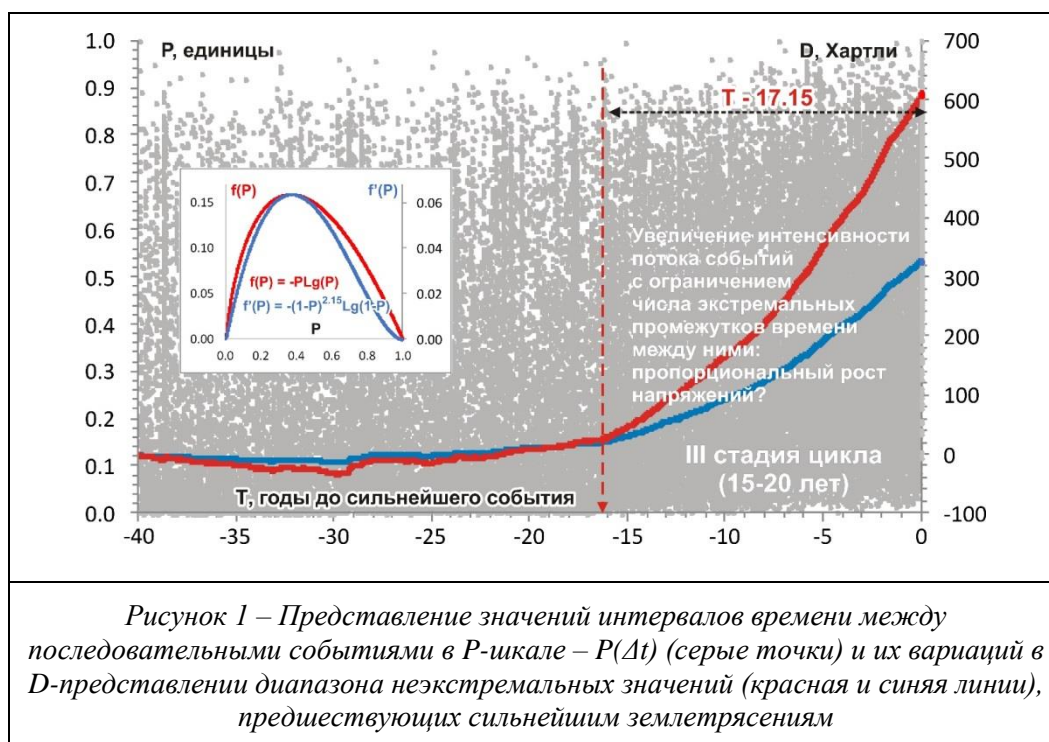 P, единицы
D, Хартли
1.0
0.9
0.8
0.7
0.6
0.5
0.4
0.3
0.2
0.1
0.0
700
600
500
400
300
200
100
0
-100
T - 17.15
f(P)
f'(P)
0.15
0.10
0.05
0.00
0.06
0.04
0.02
0.00
f(P) = -PLg(P)
f'(P) = -(1-P)^2.15Lg(1-P)
P
0.0 0.2 0.4 0.6 0.8 1.0
Увеличение интенсивности
потока событий
с ограничением
числа экстремальных
промежутков времени
между ними:
пропорциональный рост
напряжений?
III стадия цикла
(15-20 лет)
T, годы до сильнейшего события
-40 -35 -30 -25 -20 -15 -10 -5 0
Рисунок 1 – Представление значений интервалов времени между
последовательными событиями в P-шкале – P(Δt) (серые точки) и их вариаций в
D-представлении диапазона неэкстремальных значений (красная и синяя линии),
предшествующих сильнейшим землетрясениям